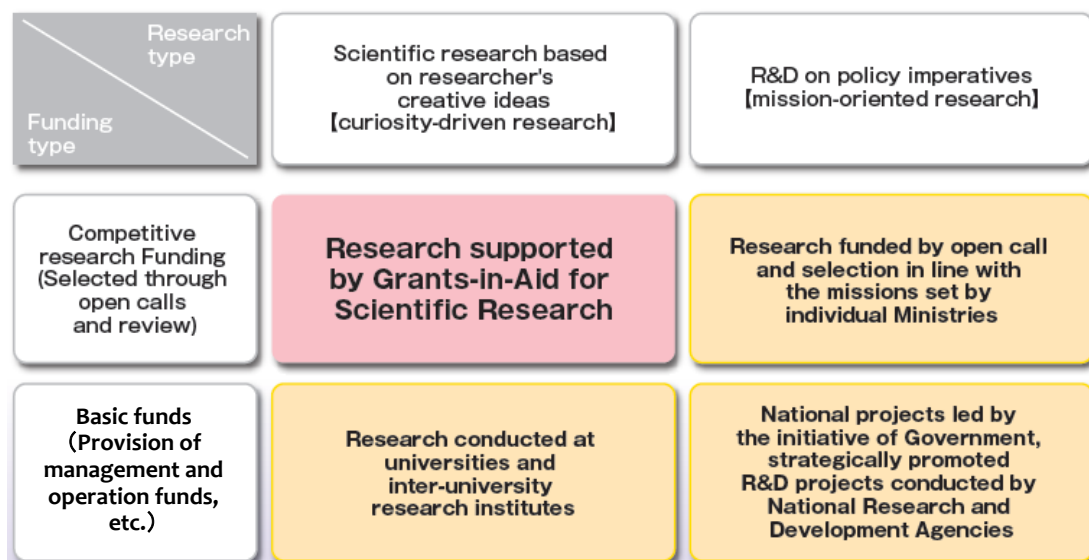 Research
type
Funding
type
Scientific research based
on researcher's
creative ideas
【curiosity-driven research】
R&D on policy imperatives
【mission-oriented research】
Competitive
research Funding
(Selected through
open calls
and review)
Research supported
by Grants-in-Aid for
Scientific Research
Research funded by open call
and selection in line with
the missions set by
individual Ministries
Basic funds
（Provision of
management and
operation funds,
etc.）
Research conducted at
universities and
inter-university
research institutes
National projects led by
the initiative of Government,
strategically promoted
R&D projects conducted by
National Research and
Development Agencies